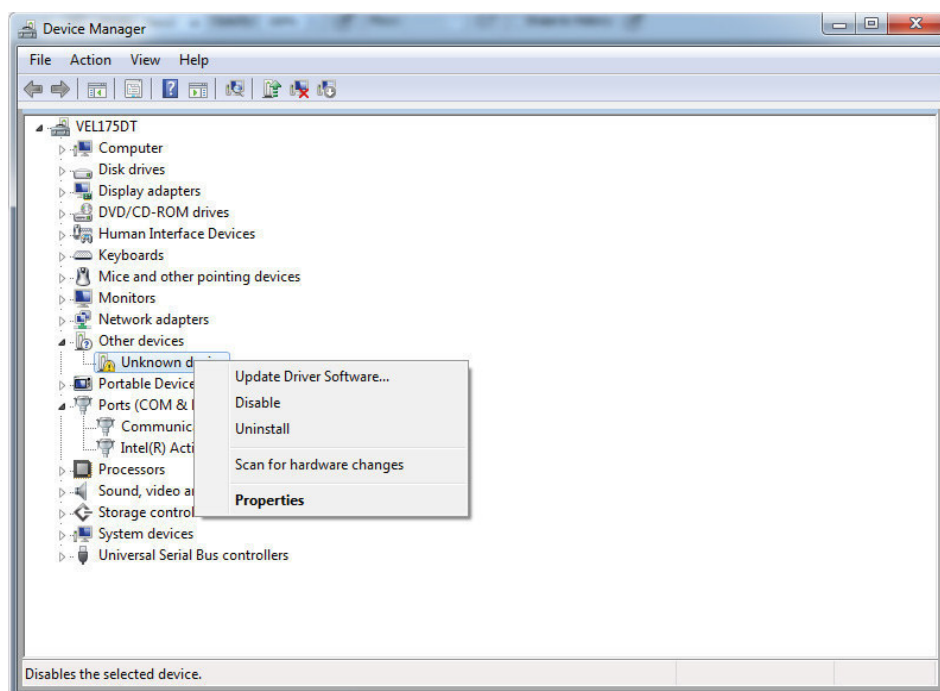 Device Manager
File Action View Help
VEL175DT
Computer
Disk drives
Display adapters
DVD/CD-ROM drives
Human Interface Devices
Keyboards
Mice and other pointing devices
Monitors
Network adapters
Other devices
Unknown
Update Driver Software...
Disable
Uninstall
Scan for hardware changes
Properties
Portable Device
Ports (COM &
Communic
Intel(R) Acti
Processors
Sound, video
Storage control
System devices
Universal Serial Bus controllers
Disables the selected device.